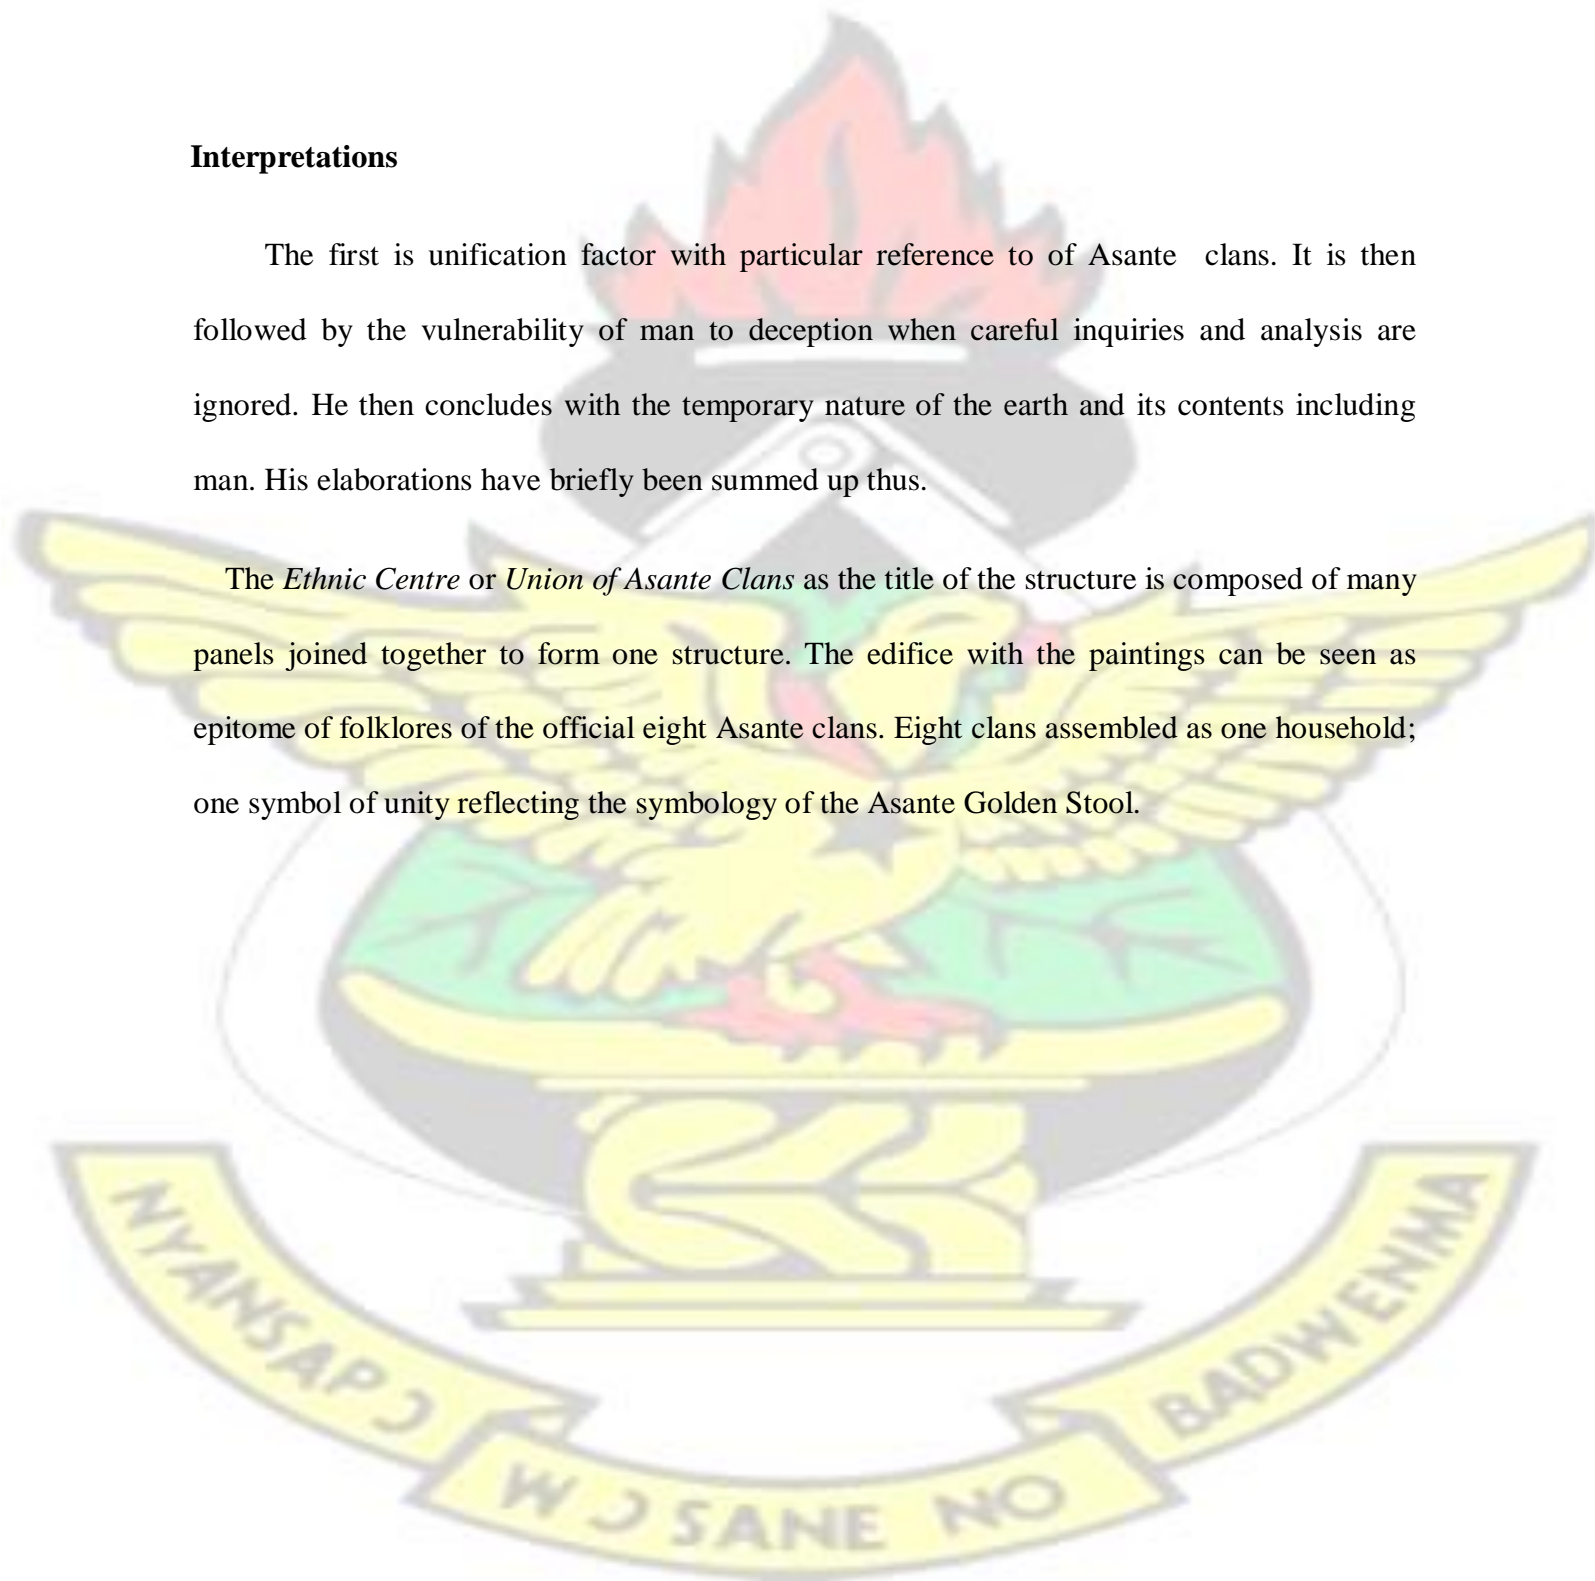 Interpretations
The first is unification factor with particular reference to of Asante clans. It is then
followed by the vulnerability of man to deception when careful inquiries and analysis are
ignored. He then concludes with the temporary nature of the earth and its contents including
man. His elaborations have briefly been summed up thus.
The Ethnic Centre or Union of Asante Clans as the title of the structure is composed of many
panels joined together to form one structure. The edifice with the paintings can be seen as
epitome of folklores of the official eight Asante clans. Eight clans assembled as one household;
one symbol of unity reflecting the symbology of the Asante Golden Stool.
NYANSAPƆ
WƆSANE NO
BADWENMA